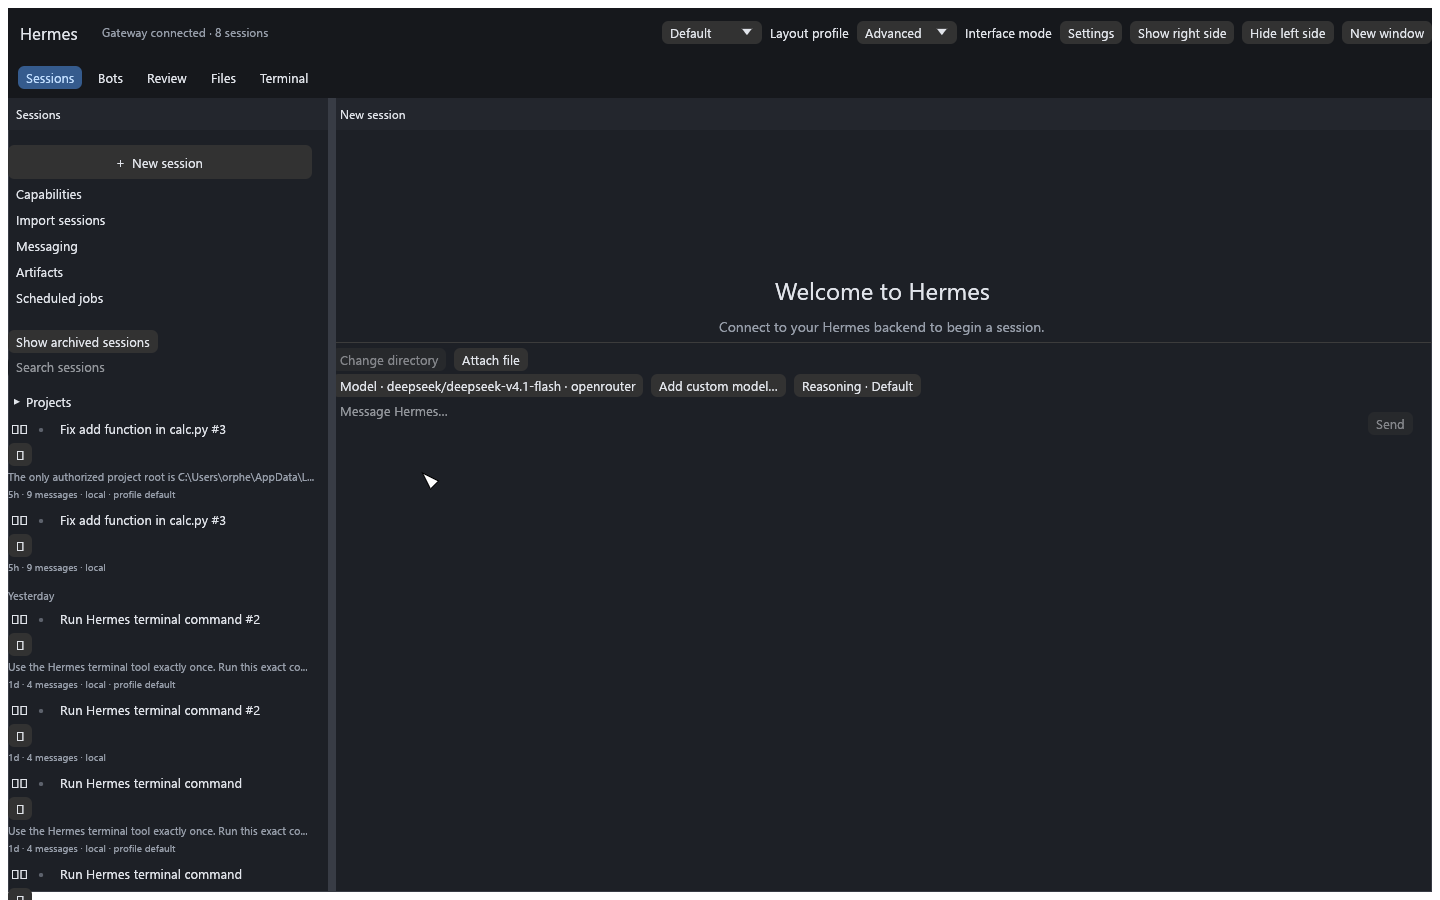 Hermes
Gateway connected · 8 sessions
Default
Layout profile
Advanced
Interface mode
Settings
Show right side
Hide left side
New window
Sessions
Bots
Review
Files
Terminal
Sessions
+ New session
Capabilities
Import sessions
Messaging
Artifacts
Scheduled jobs
Show archived sessions
Search sessions
Projects
Fix add function in calc.py #3
The only authorized project root is C:\Users\orphe\AppData\L...
5h · 9 messages · local · profile default
Fix add function in calc.py #3
5h · 9 messages · local
Yesterday
Run Hermes terminal command #2
Use the Hermes terminal tool exactly once. Run this exact co...
1d · 4 messages · local · profile default
Run Hermes terminal command #2
1d · 4 messages · local
Run Hermes terminal command
Use the Hermes terminal tool exactly once. Run this exact co...
1d · 4 messages · local · profile default
Run Hermes terminal command
New session
Welcome to Hermes
Connect to your Hermes backend to begin a session.
Change directory
Attach file
Model · deepseek/deepseek-v4.1-flash · openrouter
Add custom model...
Reasoning · Default
Message Hermes...
Send